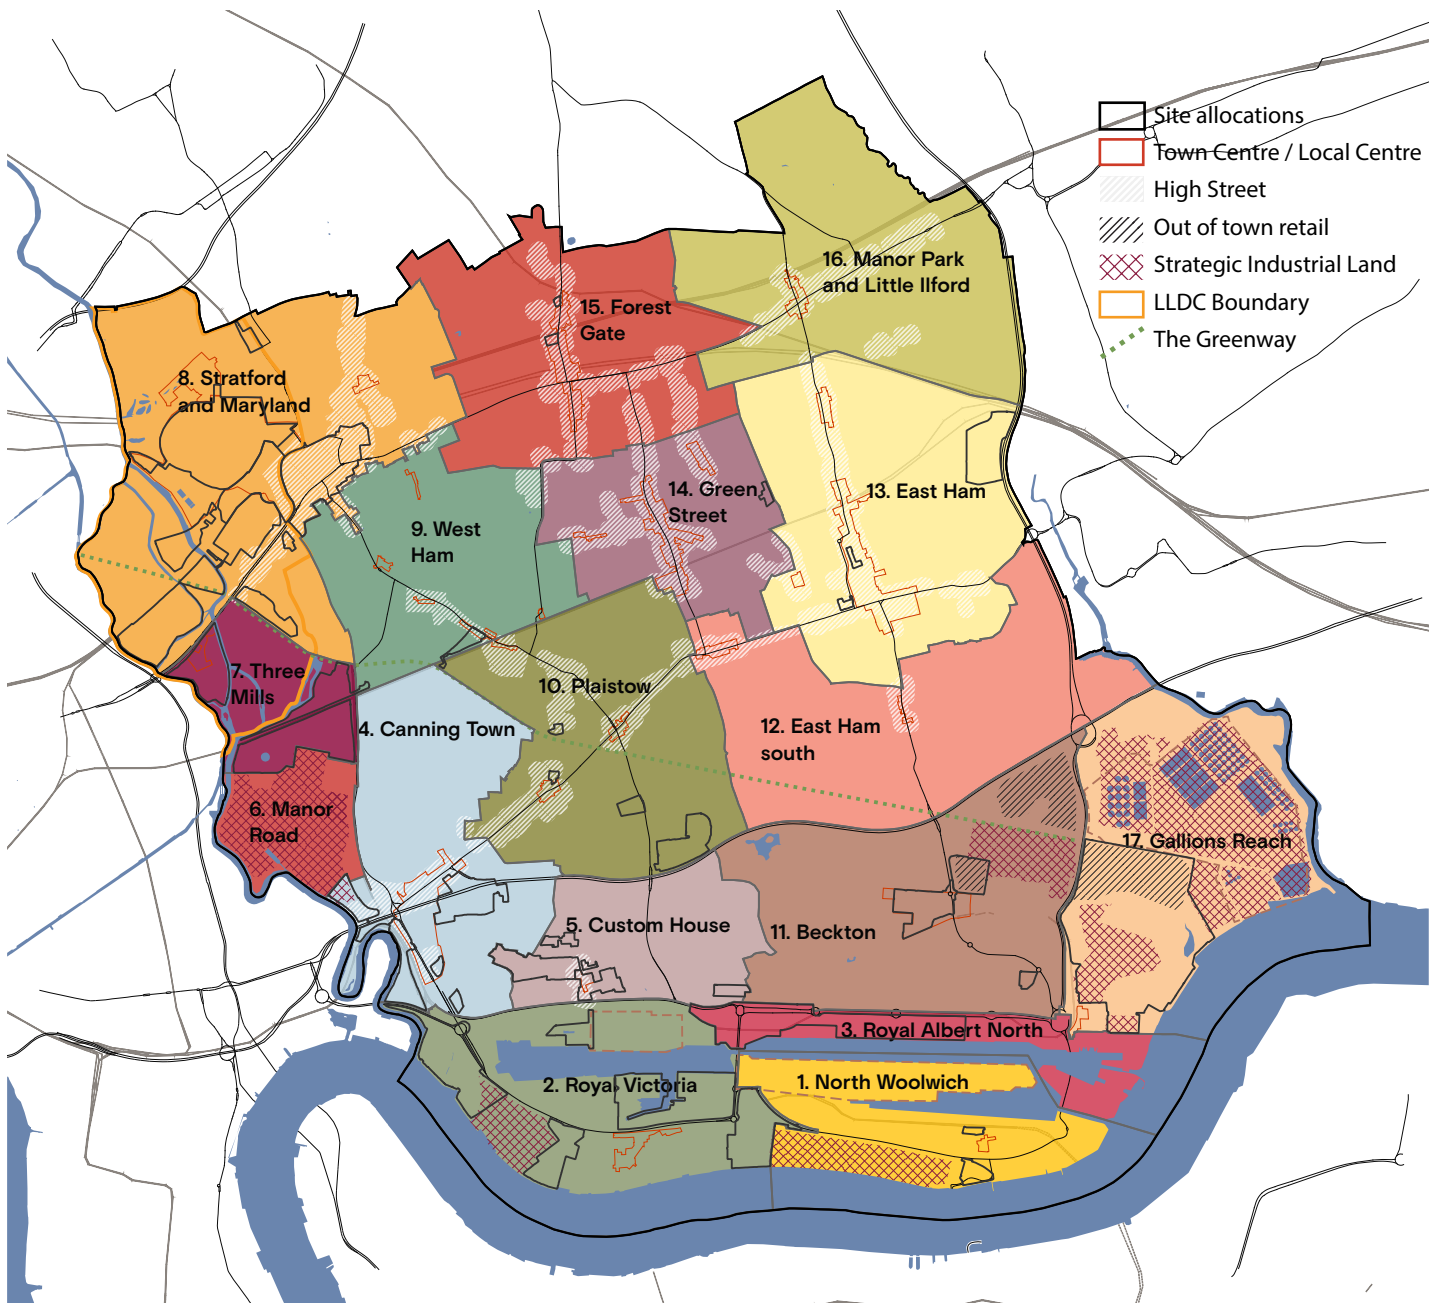 Site allocations
Town Centre / Local Centre
High Street
Out of town retail
Strategic Industrial Land
LLDC Boundary
The Greenway
16. Manor Park
and Little Ilford
15. Forest
Gate
8. Stratford
and Maryland
14. Green
Street
13. East Ham
9. West
Ham
7. Three
Mills
10. Plaistow
4. Canning Town
12. East Ham
south
6. Manor
Road
17. Gallions Reach
5. Custom House
11. Beckton
3. Royal Albert North
2. Royal Victoria
1. North Woolwich